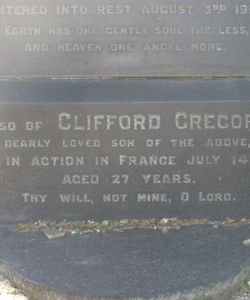 NTERED INTO REST AUGUST 3RD 19
EARTH HAS ONE GENTLE SOUL THE LESS,
AND HEAVEN ONE ANGEL MORE.
SO OF CLIFFORD GREGOR
DEARLY LOVED SON OF THE ABOVE,
IN ACTION IN FRANCE JULY 14
AGED 27 YEARS.
THY WILL, NOT MINE, O LORD.